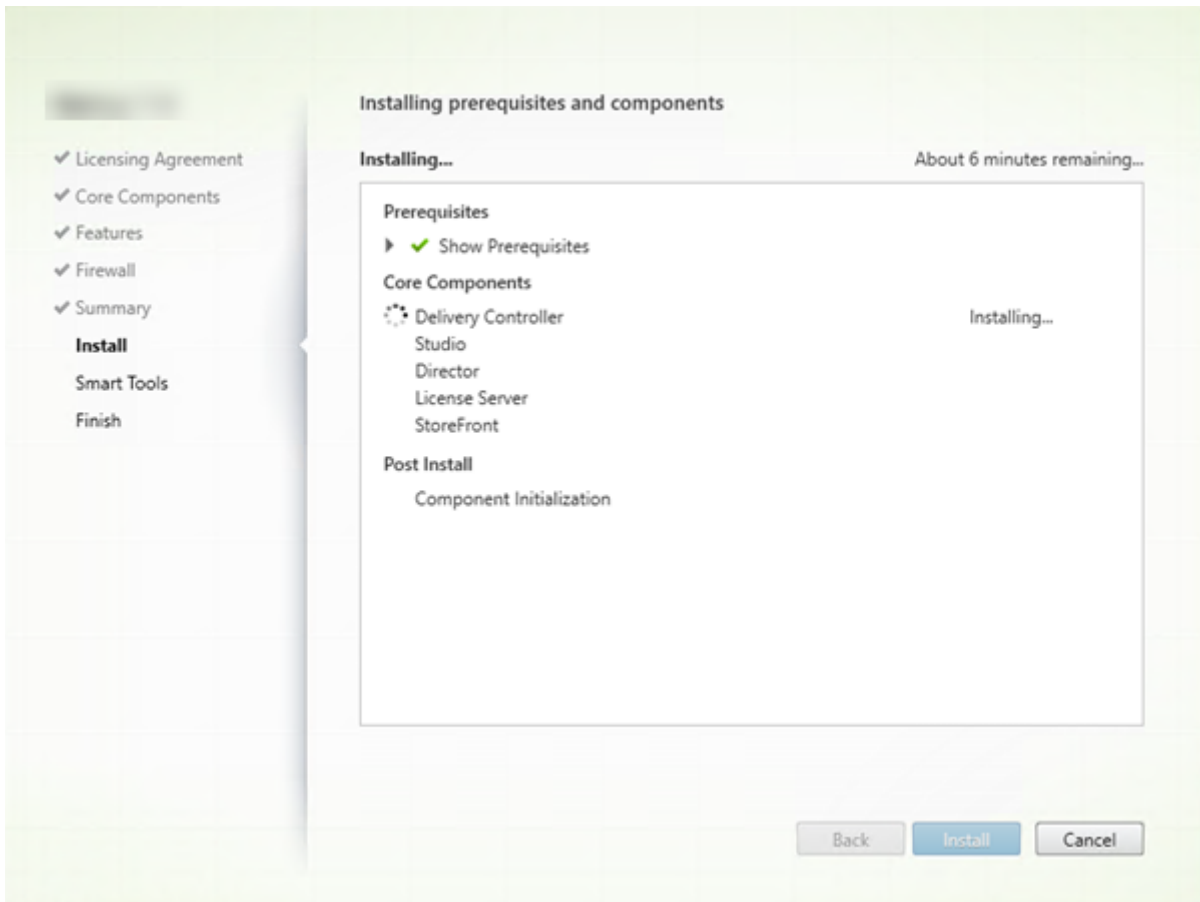 Installing prerequisites and components
Licensing Agreement
Core Components
Features
Firewall
Summary
Install
Smart Tools
Finish
Installing... About 6 minutes remaining...
Prerequisites
Show Prerequisites
Core Components
Delivery Controller Installing...
Studio
Director
License Server
StoreFront
Post Install
Component Initialization
Back Install Cancel